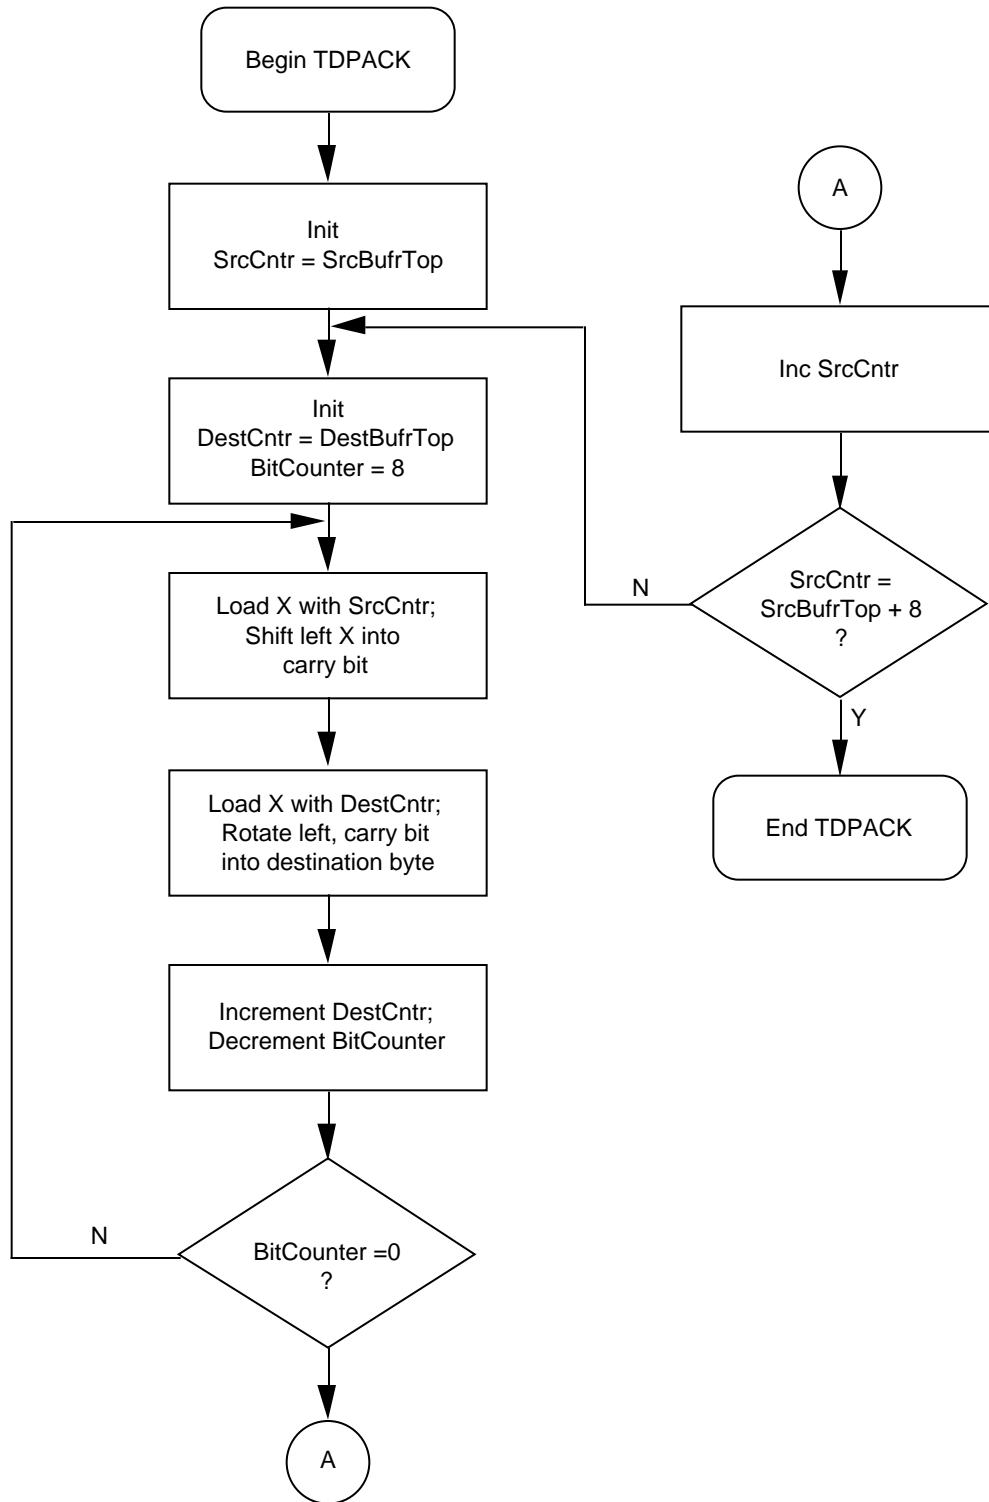 Begin TDPACK
Init
SrcCntr = SrcBufrTop
Init
DestCntr = DestBufrTop
BitCounter = 8
Load X with SrcCntr;
Shift left X into
carry bit
Load X with DestCntr;
Rotate left, carry bit
into destination byte
Increment DestCntr;
Decrement BitCounter
N
BitCounter =0
?
A
A
Inc SrcCntr
N
SrcCntr =
SrcBufrTop + 8
?
Y
End TDPACK